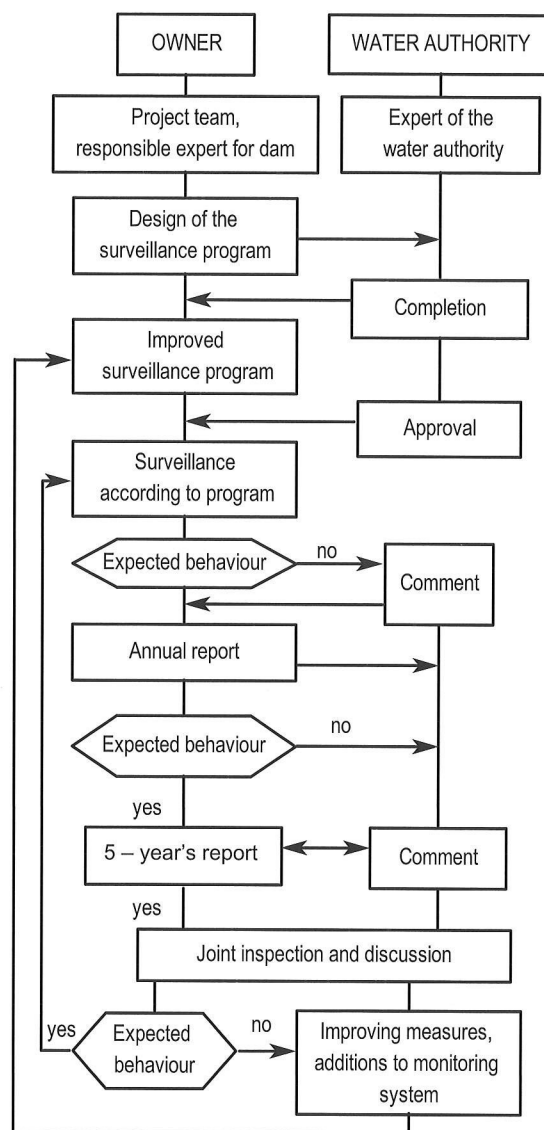 OWNER
WATER AUTHORITY
Project team,
responsible expert for dam
Expert of the
water authority
Design of the
surveillance program
Completion
Improved
surveillance program
Approval
Surveillance
according to program
Expected behaviour
no
Comment
Annual report
Expected behaviour
no
yes
5 – year's report
Comment
yes
Joint inspection and discussion
yes
Expected
behaviour
no
Improving measures,
additions to monitoring
system